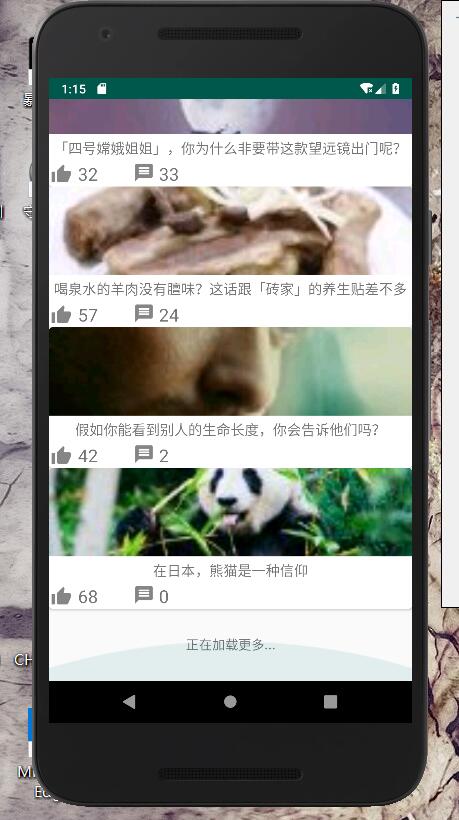 1:15
「四号嫦娥姐姐」，你为什么非要带这款望远镜出门呢?
32 33
喝泉水的羊肉没有膻味？这话跟「砖家」的养生贴差不多
57 24
假如你能看到别人的生命长度，你会告诉他们吗?
42 2
在日本，熊猫是一种信仰
68 0
正在加载更多...
CH